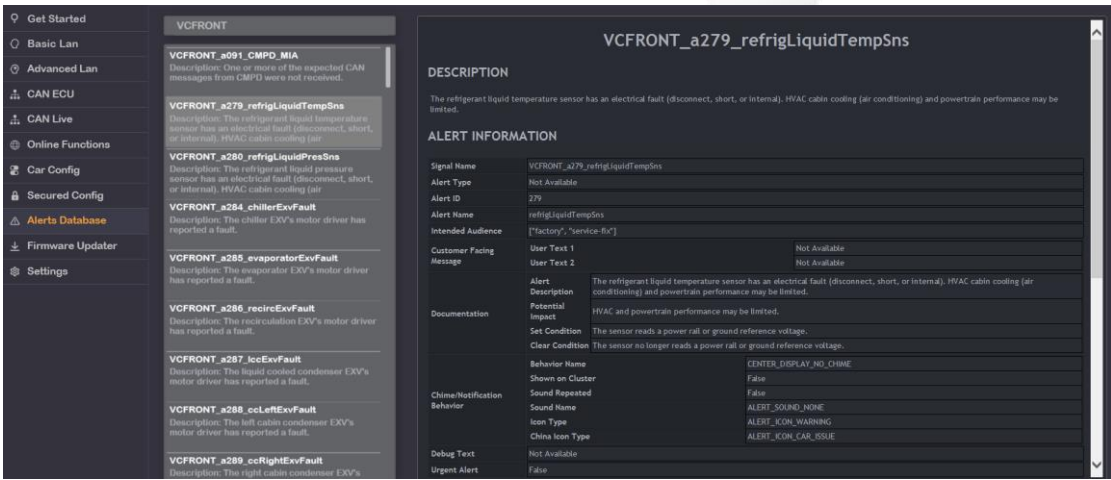 Get Started
Basic Lan
Advanced Lan
CAN ECU
CAN Live
Online Functions
Car Config
Secured Config
Alerts Database
Firmware Updater
Settings
VCFRONT
VCFRONT_a091_CMPD_MIA
Description: One or more of the expected CAN
messages from CMPD were not received.
VCFRONT_a279_refrigLiquidTempSns
Description: The refrigerant liquid temperature
sensor has an electrical fault (disconnect, short,
or internal). HVAC cabin cooling (air
VCFRONT_a280_refrigLiquidPresSns
Description: The refrigerant liquid pressure
sensor has an electrical fault (disconnect, short,
or internal). HVAC cabin cooling (air
VCFRONT_a284_chillerExvFault
Description: The chiller EXV's motor driver has
reported a fault.
VCFRONT_a285_evaporatorExvFault
Description: The evaporator EXV's motor driver
has reported a fault.
VCFRONT_a286_recircExvFault
Description: The recirculation EXV's motor driver
has reported a fault.
VCFRONT_a287_lccExvFault
Description: The liquid cooled condenser EXV's
motor driver has reported a fault.
VCFRONT_a288_ccLeftExvFault
Description: The left cabin condenser EXV's
motor driver has reported a fault.
VCFRONT_a289_ccRightExvFault
Description: The right cabin condenser EXV's
VCFRONT_a279_refrigLiquidTempSns
DESCRIPTION
The refrigerant liquid temperature sensor has an electrical fault (disconnect, short, or internal). HVAC cabin cooling (air conditioning) and powertrain performance may be
limited.
ALERT INFORMATION
Signal Name VCFRONT_a279_refrigLiquidTempSns
Alert Type Not Available
Alert ID 279
Alert Name refrigLiquidTempSns
Intended Audience ["factory", "service-fix"]
Customer Facing
Message
User Text 1 Not Available
User Text 2 Not Available
Documentation
Alert
Description
The refrigerant liquid temperature sensor has an electrical fault (disconnect, short, or internal). HVAC cabin cooling (air
conditioning) and powertrain performance may be limited.
Potential
Impact
HVAC and powertrain performance may be limited.
Set Condition The sensor reads a power rail or ground reference voltage.
Clear Condition The sensor no longer reads a power rail or ground reference voltage.
Chime/Notification
Behavior
Behavior Name CENTER_DISPLAY_NO_CHIME
Shown on Cluster False
Sound Repeated False
Sound Name ALERT_SOUND_NONE
Icon Type ALERT_ICON_WARNING
China Icon Type ALERT_ICON_CAR_ISSUE
Debug Text Not Available
Urgent Alert False